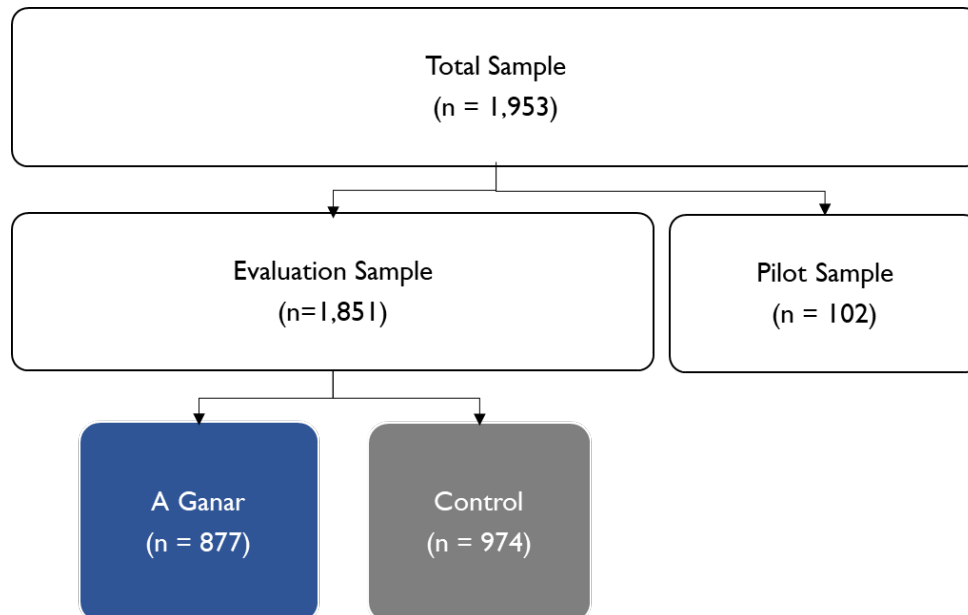 Total Sample
(n = 1,953)
Evaluation Sample
(n=1,851)
Pilot Sample
(n = 102)
A Ganar
(n = 877)
Control
(n = 974)